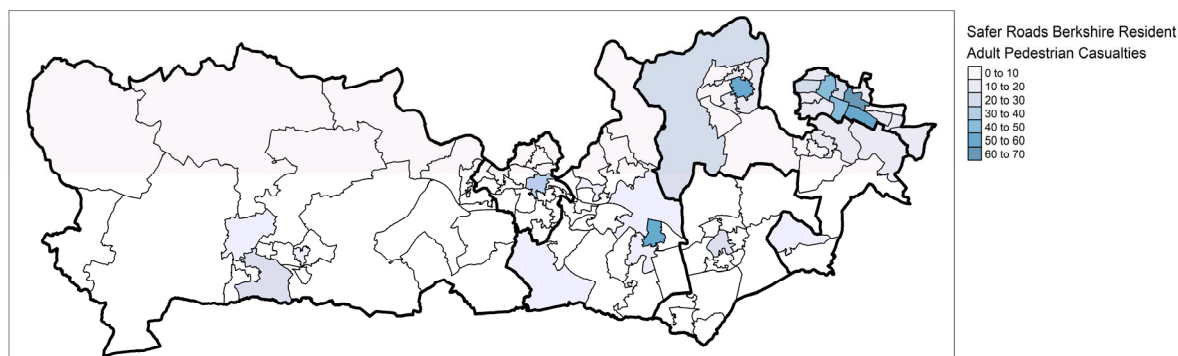 Safer Roads Berkshire Resident
Adult Pedestrian Casualties
0 to 10
10 to 20
20 to 30
30 to 40
40 to 50
50 to 60
60 to 70